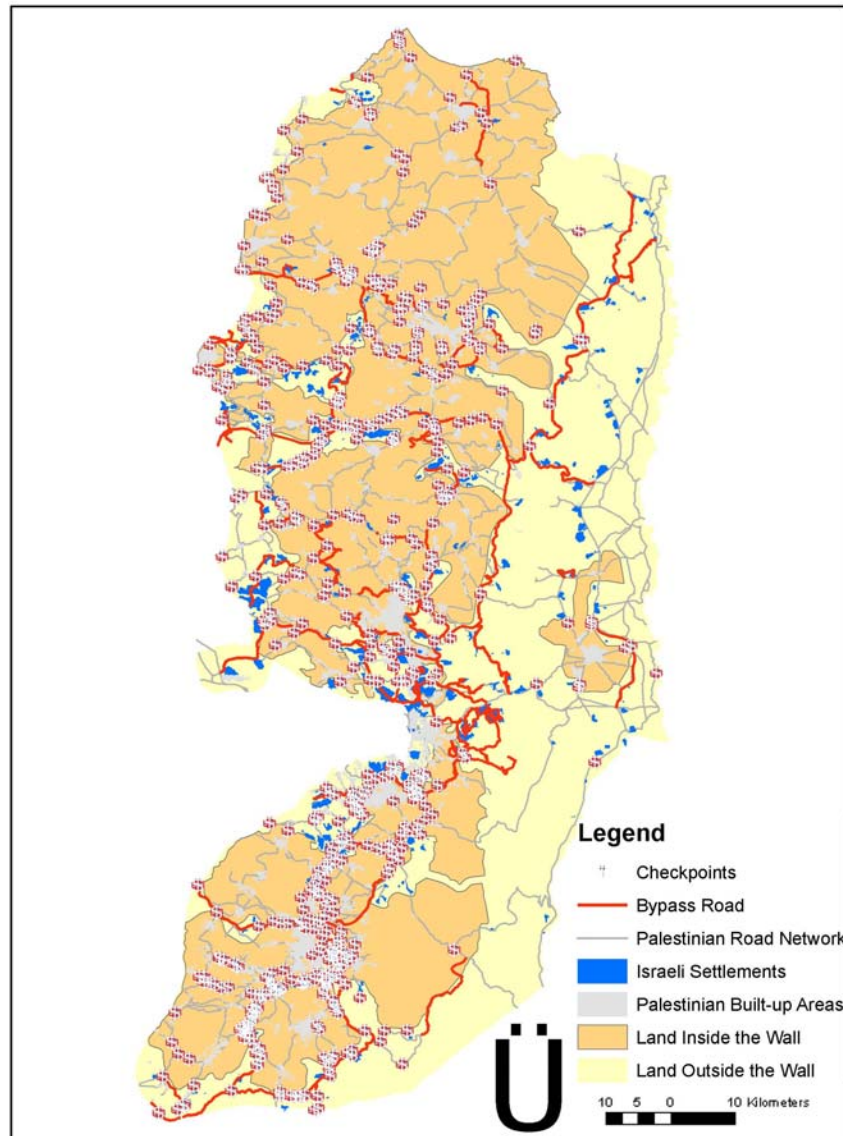 Legend
Checkpoints
Bypass Road
Palestinian Road Network
Israeli Settlements
Palestinian Built-up Areas
Land Inside the Wall
Land Outside the Wall
Ü
10 5 0 10 Kilometers